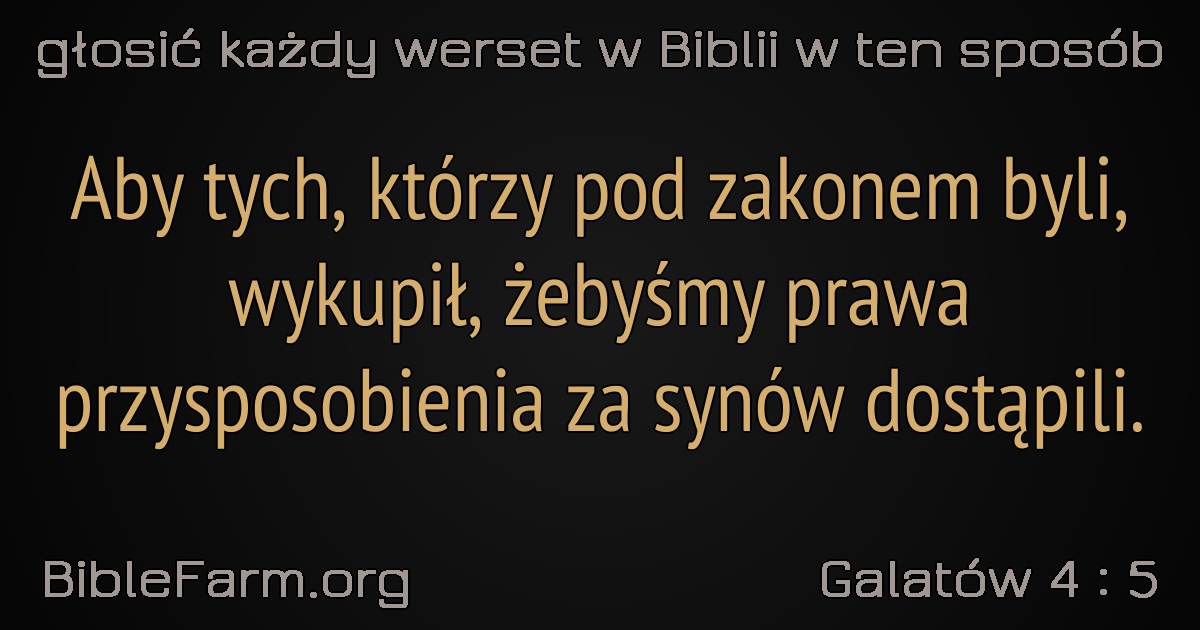 głosić każdy werset w Biblii w ten sposób
Aby tych, którzy pod zakonem byli,
wykupił, żebyśmy prawa
przysposobienia za synów dostąpili.
BibleFarm.org
Galatów 4 : 5